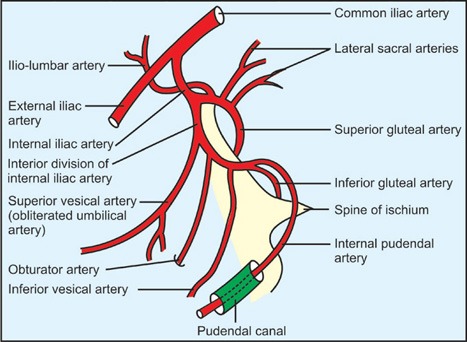 Common iliac artery
Lateral sacral arteries
Ilio-lumbar artery
External iliac
artery
Internal iliac artery
Interior division of
internal iliac artery
Superior vesical artery
(obliterated umbilical
artery)
Obturator artery
Inferior vesical artery
Superior gluteal artery
Inferior gluteal artery
Spine of ischium
Internal pudendal
artery
Pudendal canal